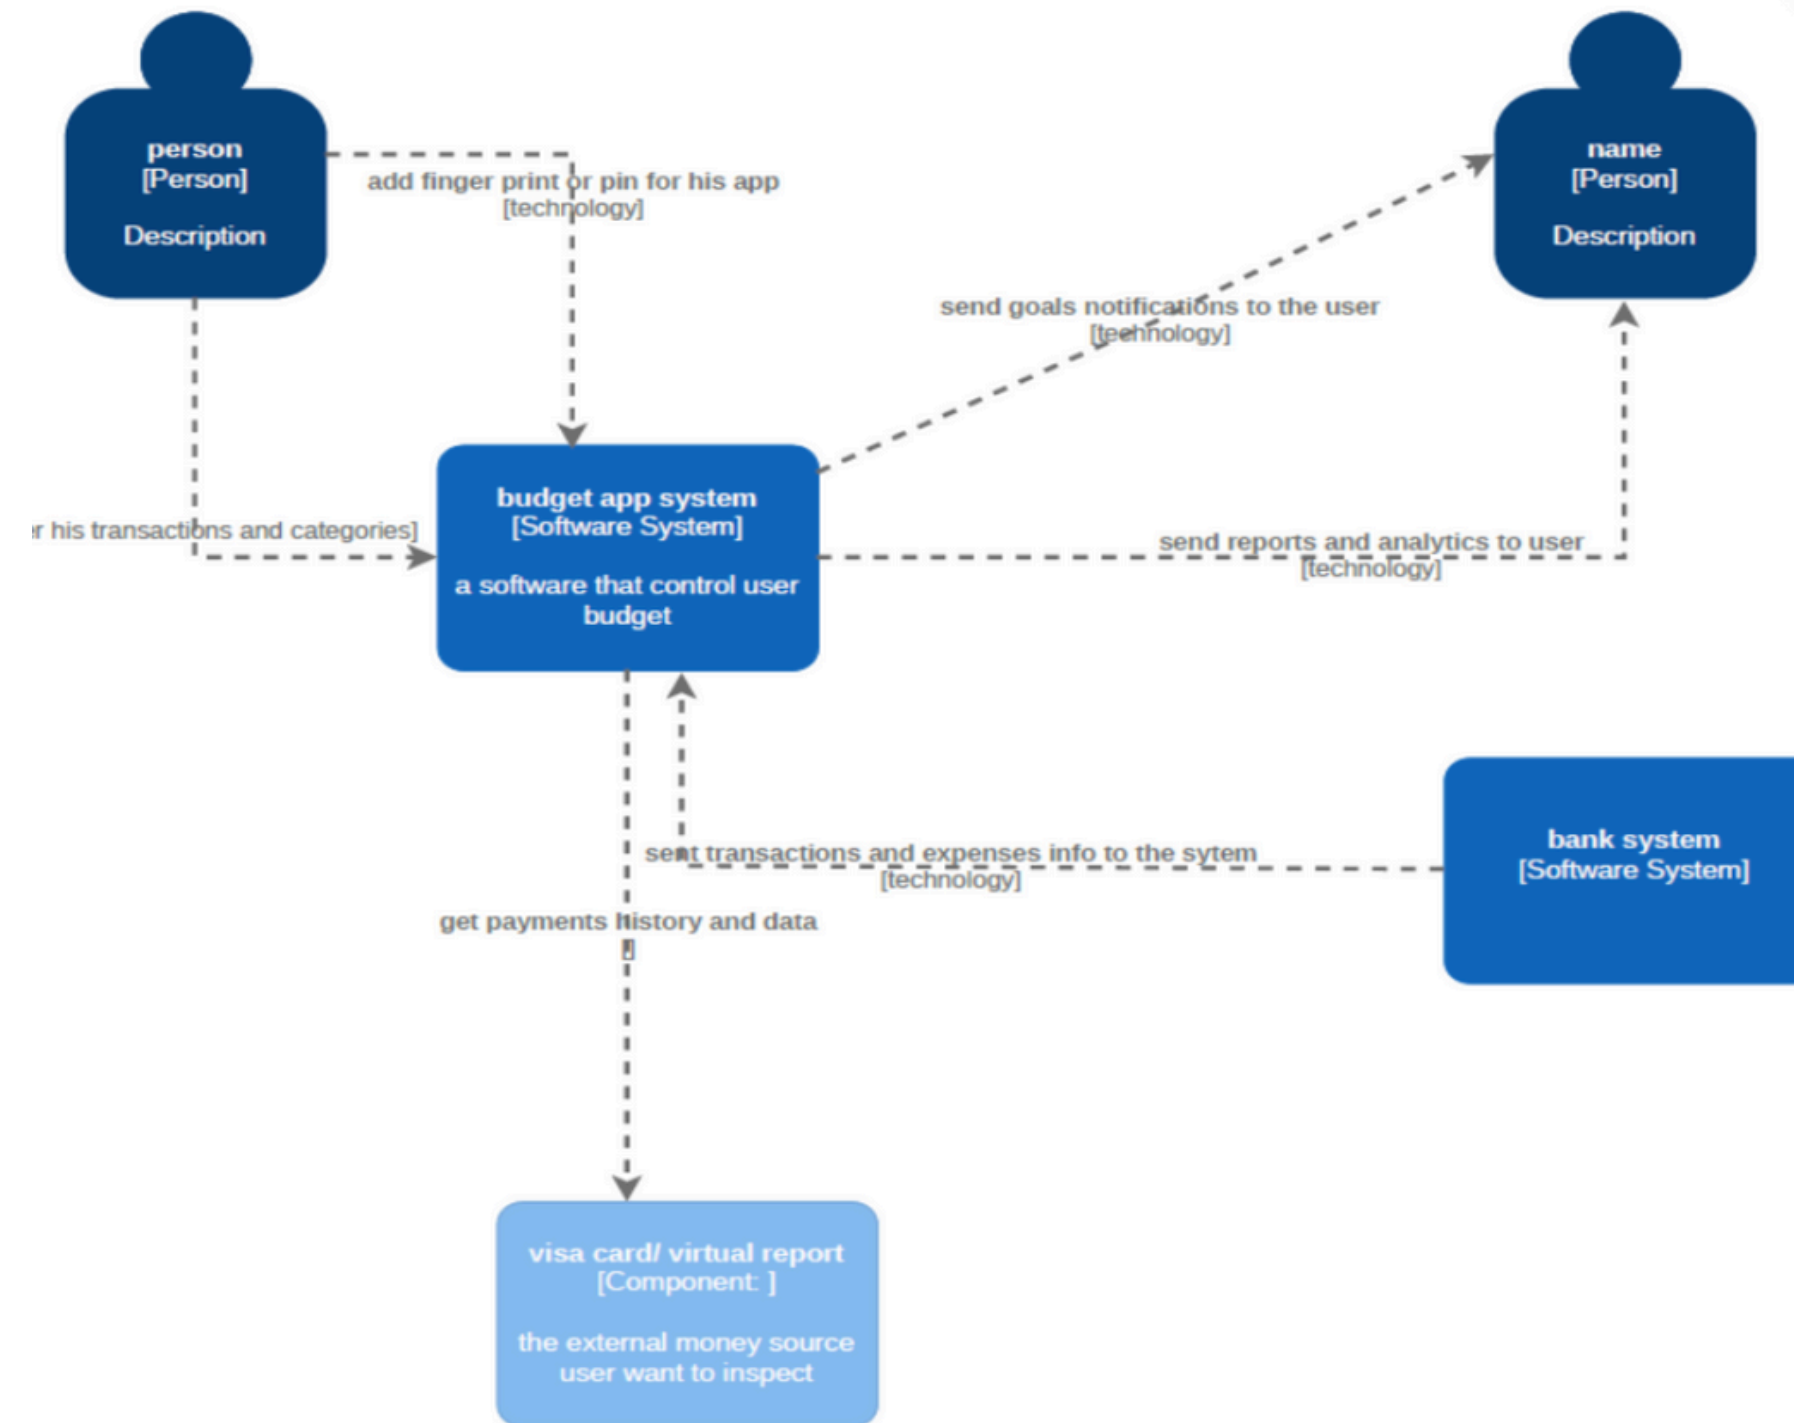 person
[Person]
Description
name
[Person]
Description
add finger print or pin for his app
[technology]
send goals notifications to the user
[technology]
his transactions and categories]
budget app system
[Software System]
a software that control user
budget
send reports and analytics to user
[technology]
bank system
[Software System]
sent transactions and expenses info to the sytem
[technology]
get payments history and data
[]
visa card/ virtual report
[Component: ]
the external money source
user want to inspect